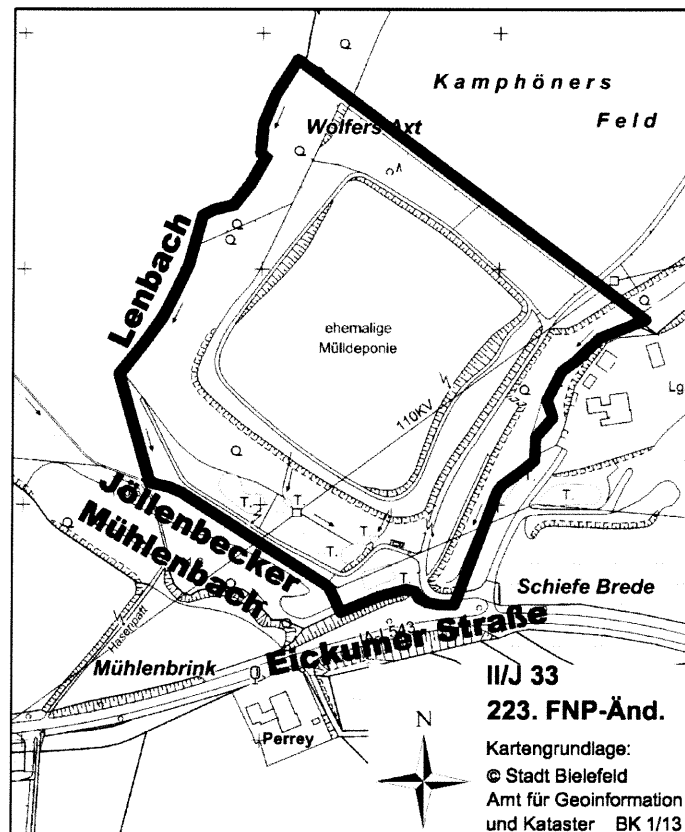 Kamphöners
Feld
Wolfers Axt
Lenbach
ehemalige
Mülldeponie
110KV
Lg
Jöllenbecker
Mühlenbach
T.
T.
T.
T.
T.
T.
Hasenpatt
Schiefe Brede
Eickumer Straße
Mühlenbrink
Perrey
II/J 33
223. FNP-Änd.
N
Kartengrundlage:
© Stadt Bielefeld
Amt für Geoinformation
und Kataster BK 1/13